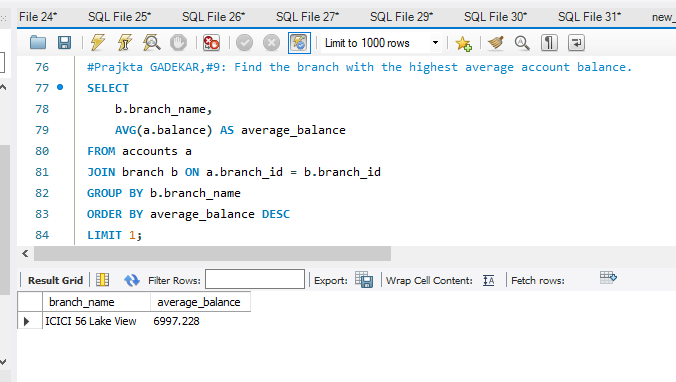 File 24* SQL File 25* SQL File 26* SQL File 27* SQL File 29* SQL File 30* SQL File 31* new_
Limit to 1000 rows
76 #Prajkta GADEKAR,#9: Find the branch with the highest average account balance.
77 SELECT
78 b.branch_name,
79 AVG(a.balance) AS average_balance
80 FROM accounts a
81 JOIN branch b ON a.branch_id = b.branch_id
82 GROUP BY b.branch_name
83 ORDER BY average_balance DESC
84 LIMIT 1;
Result Grid Filter Rows: Export: Wrap Cell Content: Fetch rows:
branch_name average_balance
ICICI 56 Lake View 6997.228